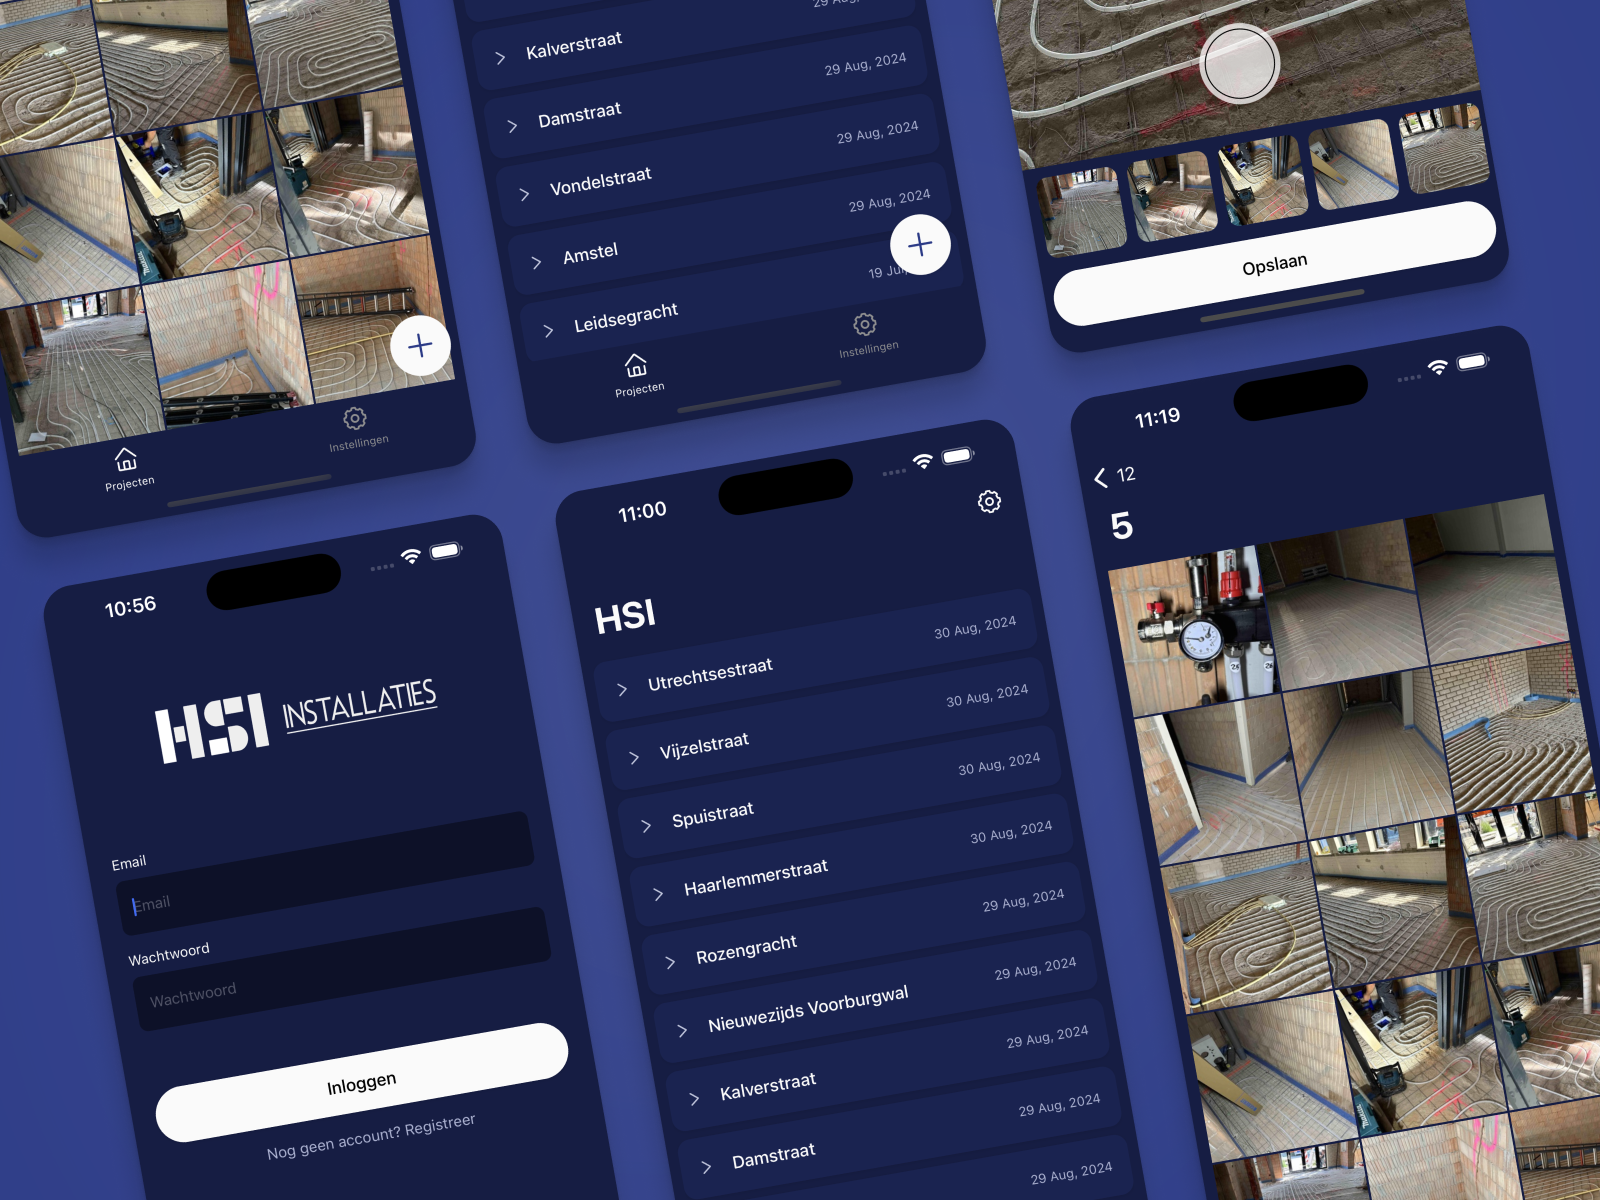 Projecten
Instellingen
29 Aug, 2024
Kalverstraat
29 Aug, 2024
Damstraat
29 Aug, 2024
Vondelstraat
29 Aug, 2024
Amstel
19
Leidsegracht
Projecten
Instellingen
Opslaan
10:56
HSI INSTALLATIES
Email
Email
Wachtwoord
Wachtwoord
Inloggen
Nog geen account? Registreer
11:00
HSI
Utrechtsestraat
30 Aug, 2024
Vijzelstraat
30 Aug, 2024
Spuistraat
30 Aug, 2024
Haarlemmerstraat
30 Aug, 2024
Rozengracht
29 Aug, 2024
Nieuwezijds Voorburgwal
29 Aug, 2024
Kalverstraat
29 Aug, 2024
Damstraat
29 Aug, 2024
29 Aug, 2024
11:19
12
5